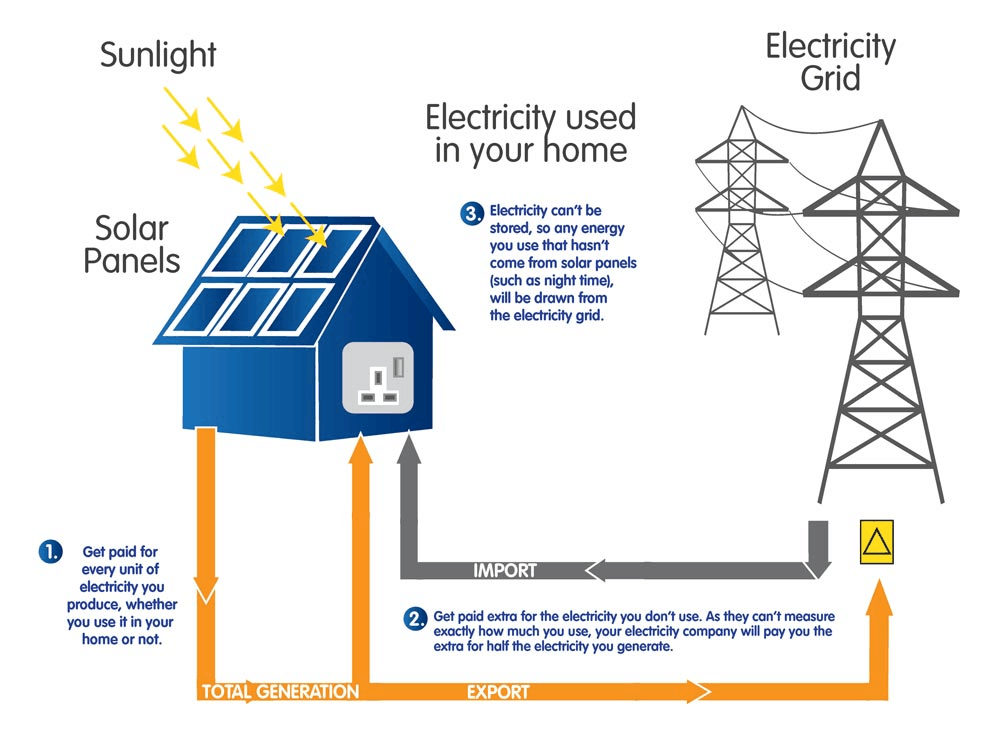 Sunlight
Electricity
Grid
Electricity used
in your home
Solar
Panels
3.
Electricity can't be
stored, so any energy
you use that hasn't
come from solar panels
(such as night time),
will be drawn from
the electricity grid.
1.
Get paid for
every unit of
electricity you
produce, whether
you use it in your
home or not.
IMPORT
2.
Get paid extra for the electricity you don't use. As they can't measure
exactly how much you use, your electricity company will pay you the
extra for half the electricity you generate.
TOTAL GENERATION
EXPORT